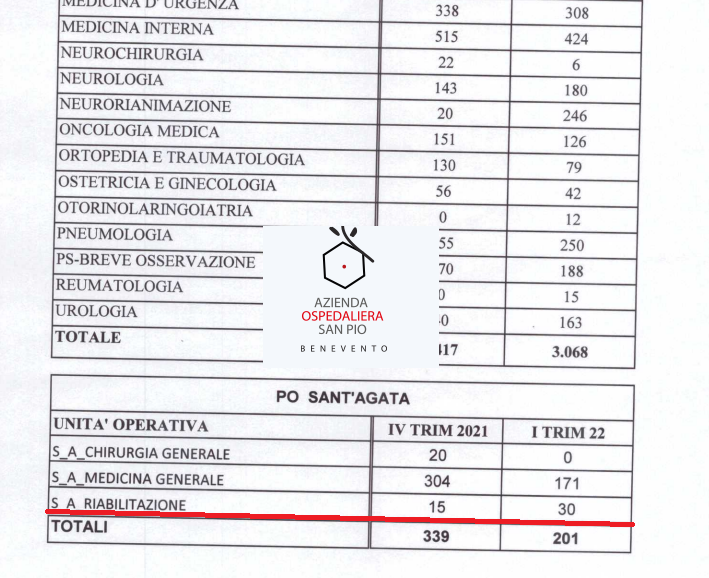 MEDICINA D' URGENZA 338 308
MEDICINA INTERNA 515 424
NEUROCHIRURGIA 22 6
NEUROLOGIA 143 180
NEURORIANIMAZIONE 20 246
ONCOLOGIA MEDICA 151 126
ORTOPEDIA E TRAUMATOLOGIA 130 79
OSTETRICIA E GINECOLOGIA 56 42
OTORINOLARINGOIATRIA 0 12
PNEUMOLOGIA 250
PS-BREVE OSSERVAZIONE 188
REUMATOLOGIA 15
UROLOGIA 163
TOTALE 3.068
AZIENDA
OSPEDALIERA
SAN PIO
BENEVENTO
PO SANT'AGATA
UNITA' OPERATIVA IV TRIM 2021 I TRIM 22
S_A_CHIRURGIA GENERALE 20 0
S_A_MEDICINA GENERALE 304 171
S_A_RIABILITAZIONE 15 30
TOTALI 339 201